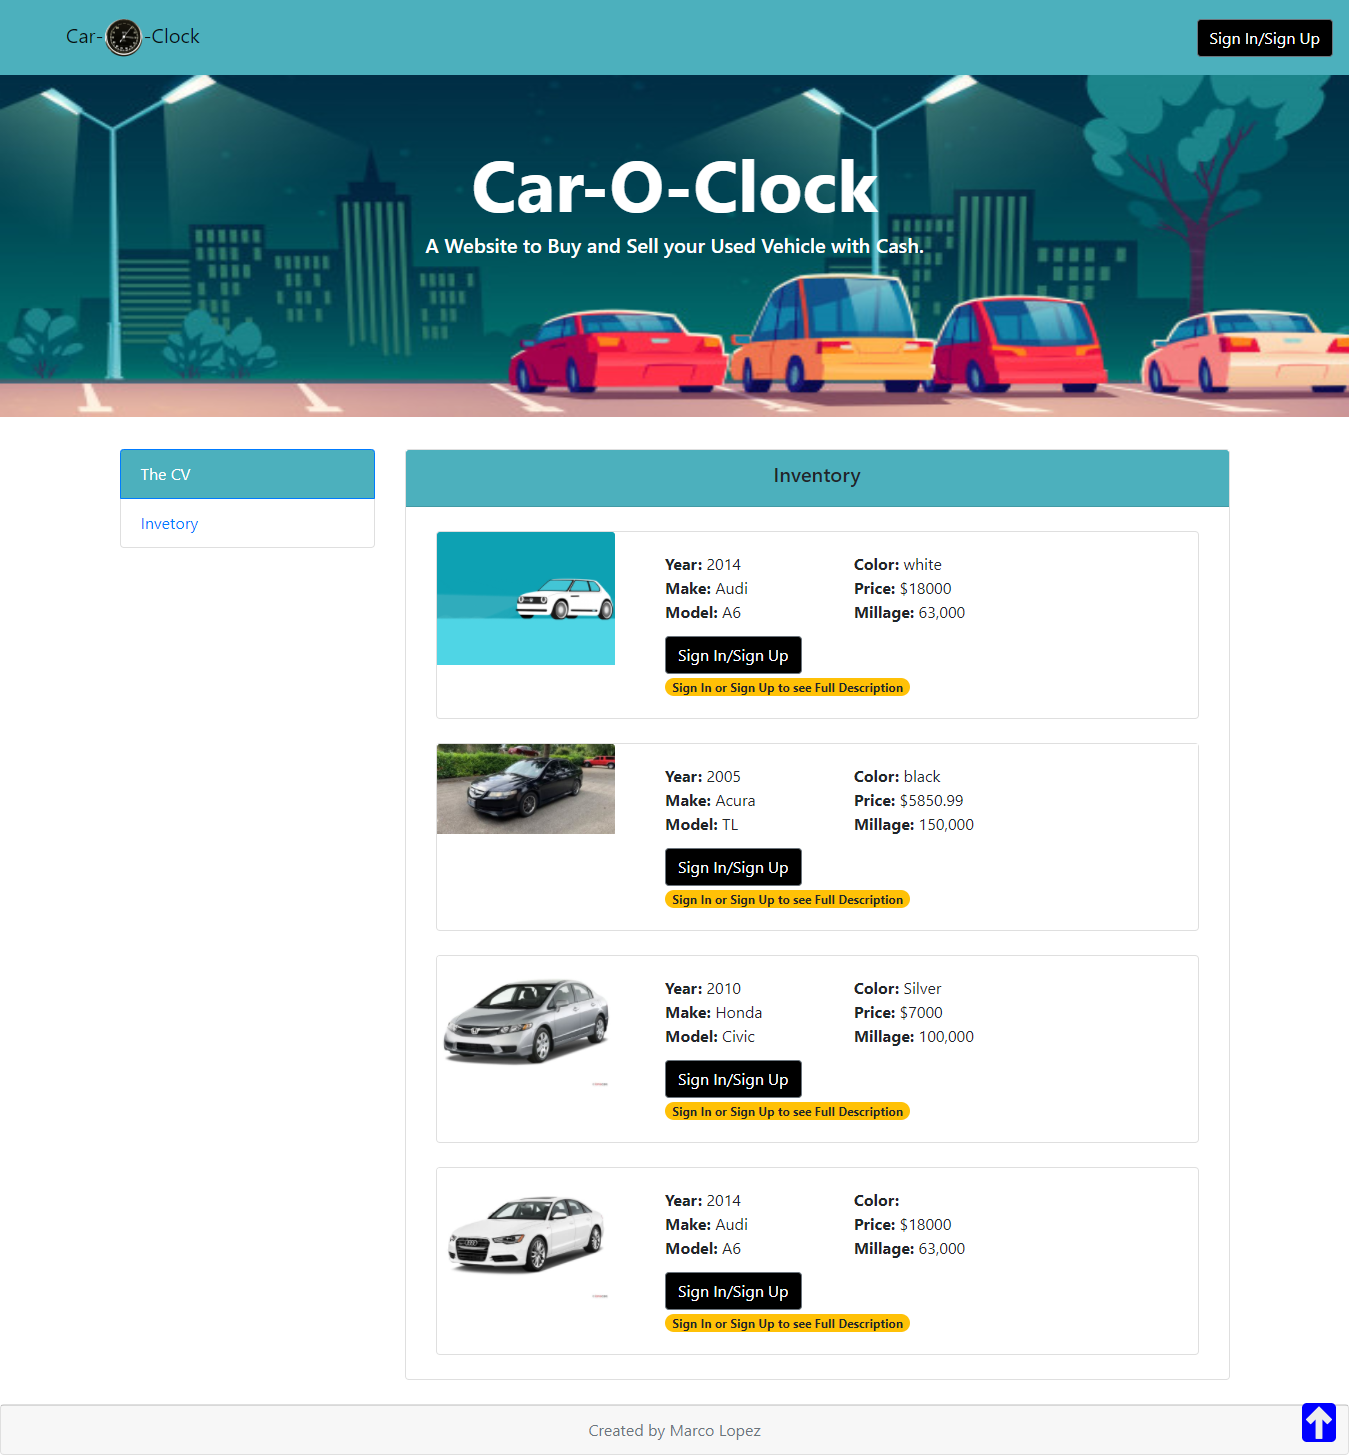 Car- -Clock
Sign In/Sign Up
Car-O-Clock
A Website to Buy and Sell your Used Vehicle with Cash.
The CV
Invetory
Inventory
Year: 2014
Make: Audi
Model: A6
Color: white
Price: $18000
Millage: 63,000
Sign In/Sign Up
Sign In or Sign Up to see Full Description
Year: 2005
Make: Acura
Model: TL
Color: black
Price: $5850.99
Millage: 150,000
Sign In/Sign Up
Sign In or Sign Up to see Full Description
Year: 2010
Make: Honda
Model: Civic
Color: Silver
Price: $7000
Millage: 100,000
Sign In/Sign Up
Sign In or Sign Up to see Full Description
Year: 2014
Make: Audi
Model: A6
Color:
Price: $18000
Millage: 63,000
Sign In/Sign Up
Sign In or Sign Up to see Full Description
Created by Marco Lopez